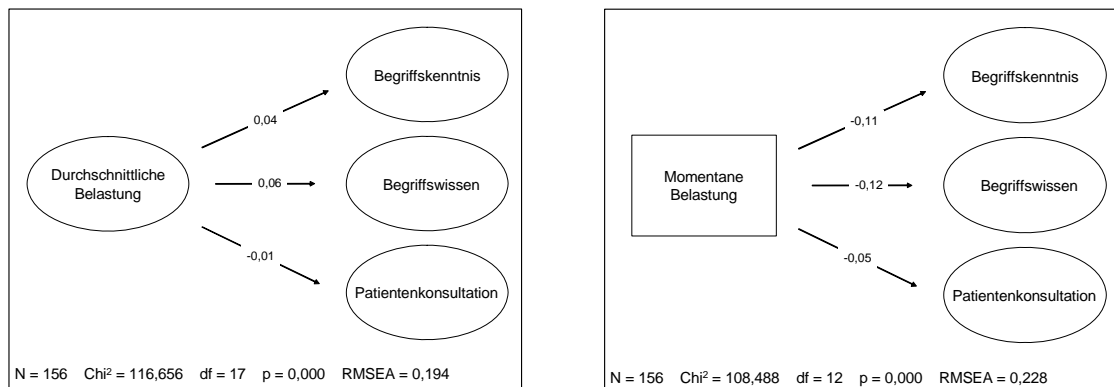 Begriffskenntnis
0,04
Durchschnittliche
Belastung
0,06
Begriffswissen
-0,01
Patientenkonsultation
N = 156 Chi² = 116,656 df = 17 p = 0,000 RMSEA = 0,194
Begriffskenntnis
-0,11
Momentane
Belastung
-0,12
Begriffswissen
-0,05
Patientenkonsultation
N = 156 Chi² = 108,488 df = 12 p = 0,000 RMSEA = 0,228